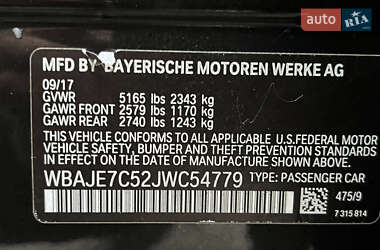 auto RIA
MFD BY BAYERISCHE MOTOREN WERKE AG
09/17
GVWR 5165 lbs 2343 kg
GAWR FRONT 2579 lbs 1170 kg
GAWR REAR 2740 lbs 1243 kg
THIS VEHICLE CONFORMS TO ALL APPLICABLE U.S. FEDERAL MOTOR
VEHICLE SAFETY, BUMPER AND THEFT PREVENTION STANDARDS IN
EFFECT ON THE DATE OF MANUFACTURE SHOWN ABOVE.
WBAJE7C52JWC54779 TYPE: PASSENGER CAR
475/9
7 315 814